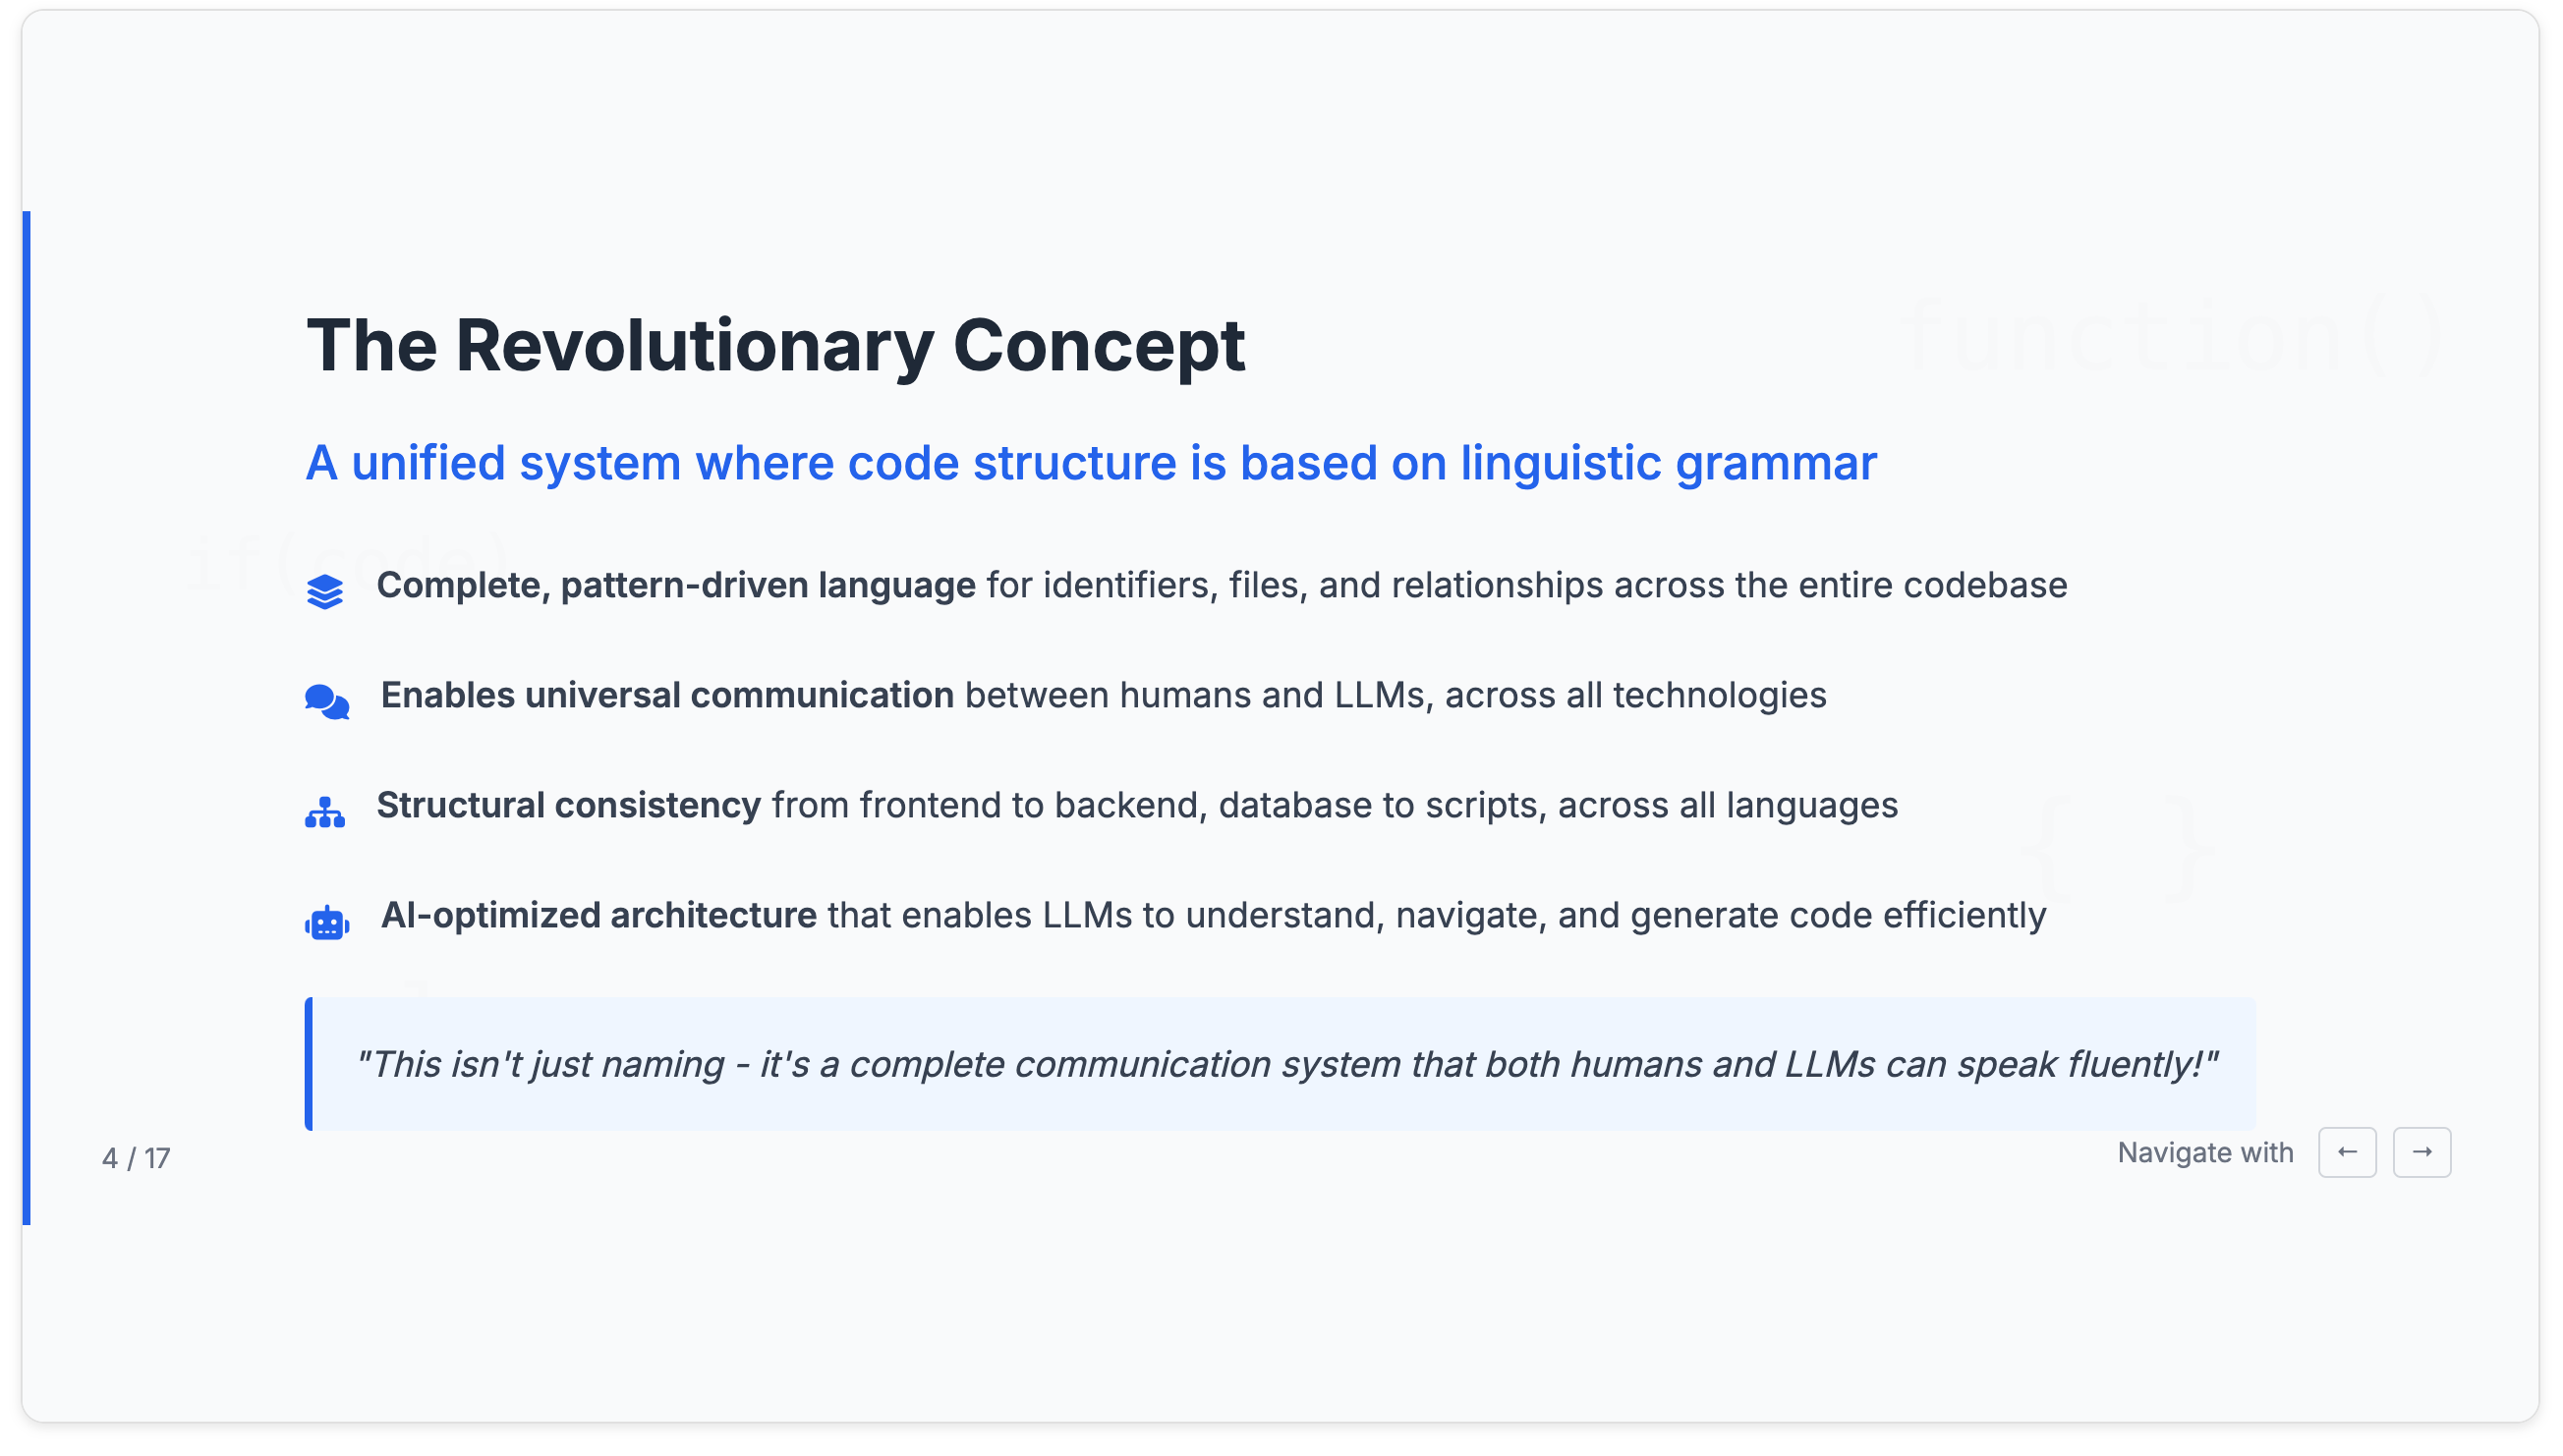 function()
The Revolutionary Concept
A unified system where code structure is based on linguistic grammar
if(code)
Complete, pattern-driven language for identifiers, files, and relationships across the entire codebase
Enables universal communication between humans and LLMs, across all technologies
Structural consistency from frontend to backend, database to scripts, across all languages
{ }
AI-optimized architecture that enables LLMs to understand, navigate, and generate code efficiently
"This isn't just naming - it's a complete communication system that both humans and LLMs can speak fluently!"
4 / 17
Navigate with ← →